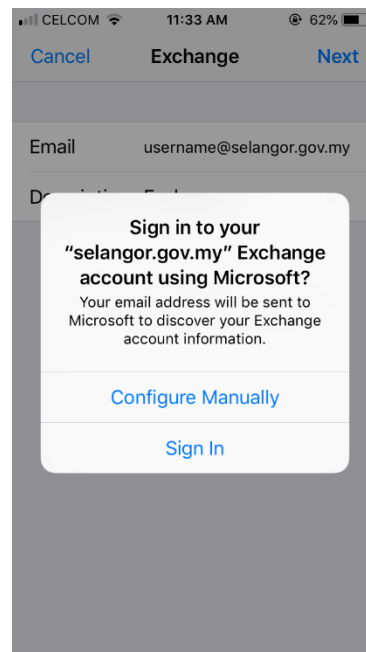 CELCOM 11:33 AM 62%
Cancel Exchange Next
Email username@selangor.gov.my
Sign in to your
“selangor.gov.my” Exchange
account using Microsoft?
Your email address will be sent to
Microsoft to discover your Exchange
account information.
Configure Manually
Sign In